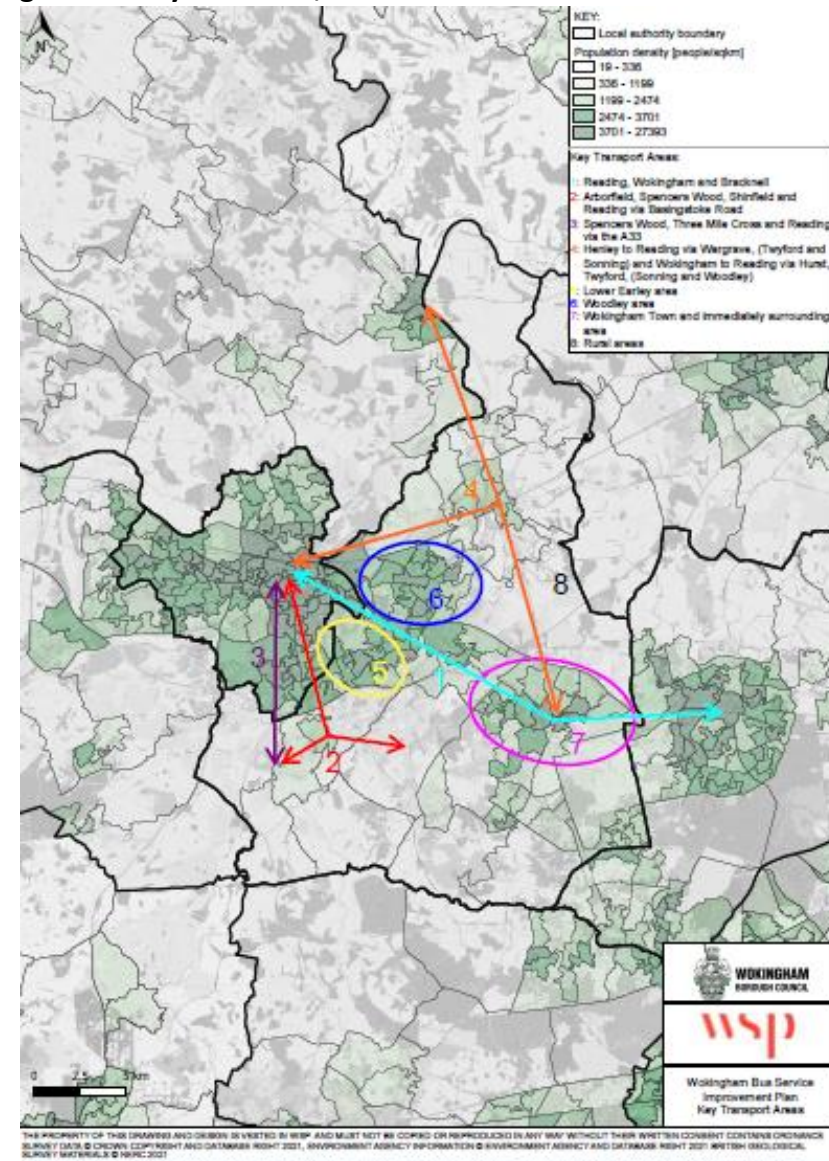 N
KEY:
Local authority boundary
Population density [people/sqkm]
19 - 336
336 - 1199
1199 - 2474
2474 - 3701
3701 - 27393
Key Transport Areas:
1: Reading, Wokingham and Bracknell
2: Arborfield, Spencers Wood, Shinfield and
Reading via Basingstoke Road
3: Spencers Wood, Three Mile Cross and Reading
via the A33
4: Henley to Reading via Wargrave, (Twyford and
Sonning) and Wokingham to Reading via Hurst,
Twyford, (Sonning and Woodley)
5: Lower Earley area
6: Woodley area
7: Wokingham Town and immediately surrounding
area
8: Rural areas
4
8
6
3
5
1
7
2
WOKINGHAM
BOROUGH COUNCIL
wsp
0 2.5 5 km
Wokingham Bus Service
Improvement Plan
Key Transport Areas
THE PROPERTY OF THIS DRAWING AND DESIGN IS VESTED IN WSP AND MUST NOT BE COPIED OR REPRODUCED IN ANY WAY WITHOUT THEIR WRITTEN CONSENT CONTAINS ORDNANCE
SURVEY DATA © CROWN COPYRIGHT AND DATABASE RIGHT 2021, ENVIRONMENT AGENCY INFORMATION © ENVIRONMENT AGENCY AND DATABASE RIGHT 2021 BRITISH GEOLOGICAL
SURVEY MATERIALS © NERC 2021